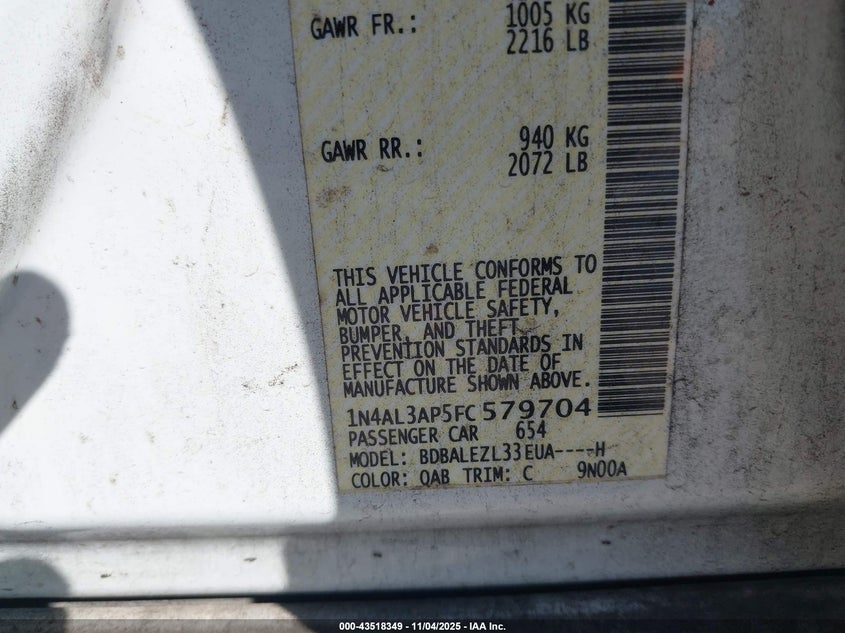 GAWR FR.: 1005 KG
2216 LB
GAWR RR.: 940 KG
2072 LB
THIS VEHICLE CONFORMS TO
ALL APPLICABLE FEDERAL
MOTOR VEHICLE SAFETY,
BUMPER, AND THEFT
PREVENTION STANDARDS IN
EFFECT ON THE DATE OF
MANUFACTURE SHOWN ABOVE.
1N4AL3AP5FC579704
PASSENGER CAR 654
MODEL: BDBALEZL33EUA----H
COLOR: QAB TRIM: C 9N00A
000-43518349 - 11/04/2025 - IAA Inc.